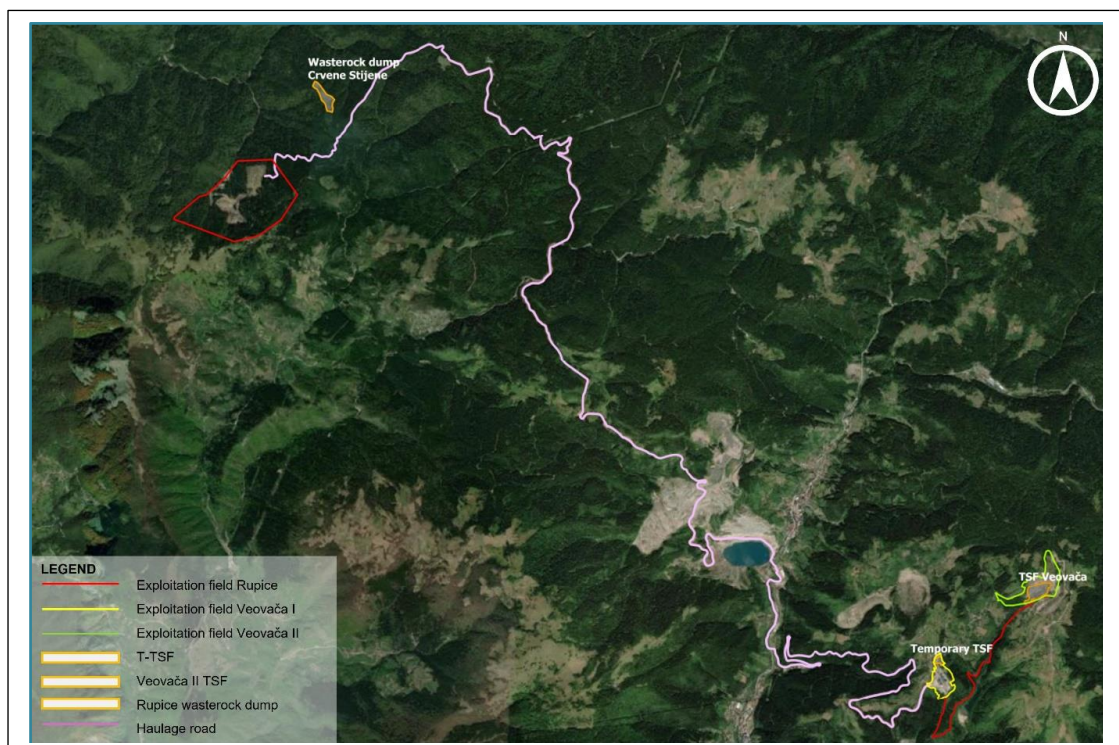 N
Wasterock dump
Crvene Stijene
TSF Veovača
Temporary TSF
LEGEND
Exploitation field Rupice
Exploitation field Veovača I
Exploitation field Veovača II
T-TSF
Veovača II TSF
Rupice wasterock dump
Haulage road